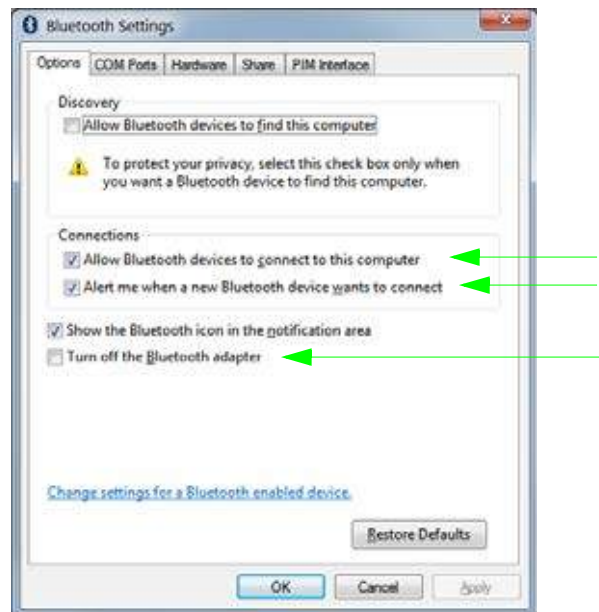 Bluetooth Settings
Options COM Ports Hardware Share PIM Interface
Discovery
Allow Bluetooth devices to find this computer
To protect your privacy, select this check box only when
you want a Bluetooth device to find this computer.
Connections
Allow Bluetooth devices to connect to this computer
Alert me when a new Bluetooth device wants to connect
Show the Bluetooth icon in the notification area
Turn off the Bluetooth adapter
Change settings for a Bluetooth enabled device.
Restore Defaults
OK Cancel Apply